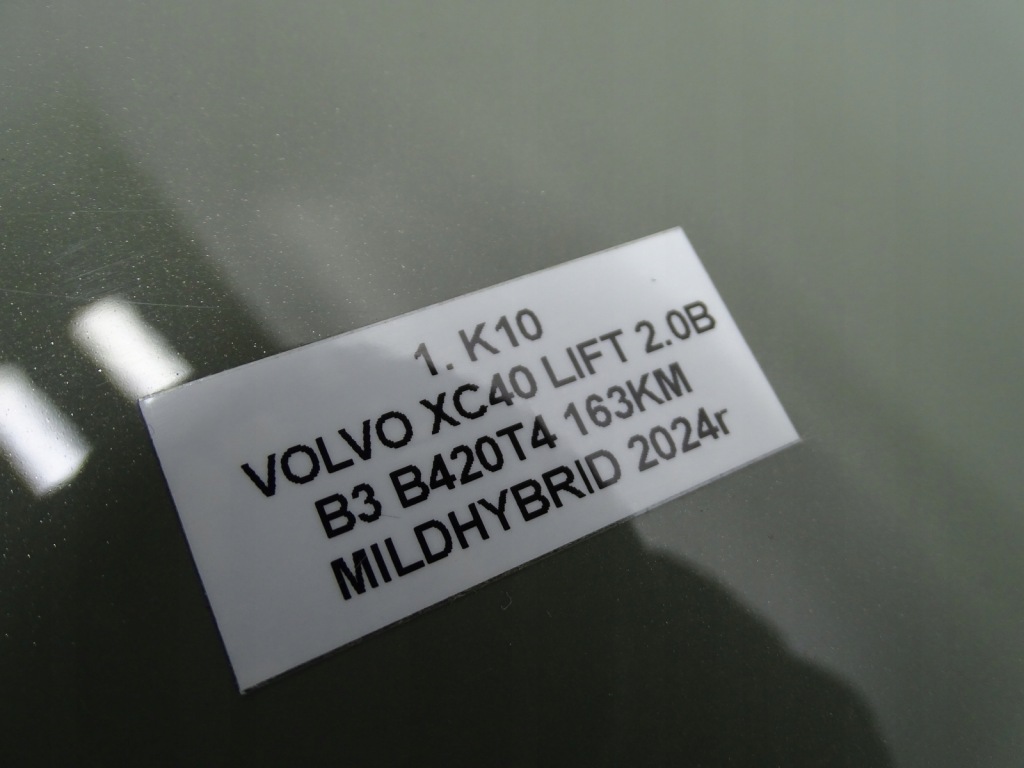 1. K10
VOLVO XC40 LIFT 2.0B
B3 B420T4 163KM
MILDHYBRID 2024r